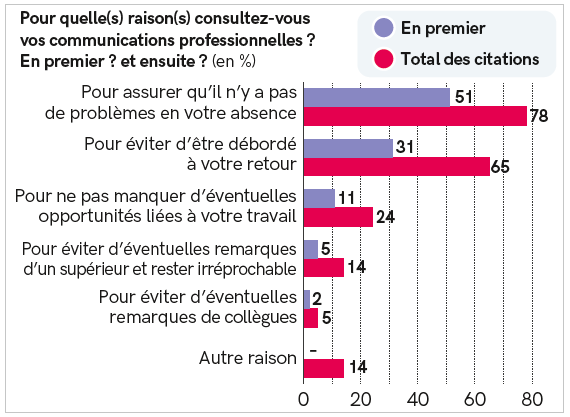 Pour quelle(s) raison(s) consultez-vous
vos communications professionnelles ?
En premier ? et ensuite ? (en %)
En premier
Total des citations
Pour assurer qu'il n'y a pas
de problèmes en votre absence
51
78
Pour éviter d'être débordé
à votre retour
31
65
Pour ne pas manquer d'éventuelles
opportunités liées à votre travail
11
24
Pour éviter d'éventuelles remarques
d'un supérieur et rester irréprochable
5
14
Pour éviter d'éventuelles
remarques de collègues
2
5
Autre raison
–
14
0 20 40 60 80